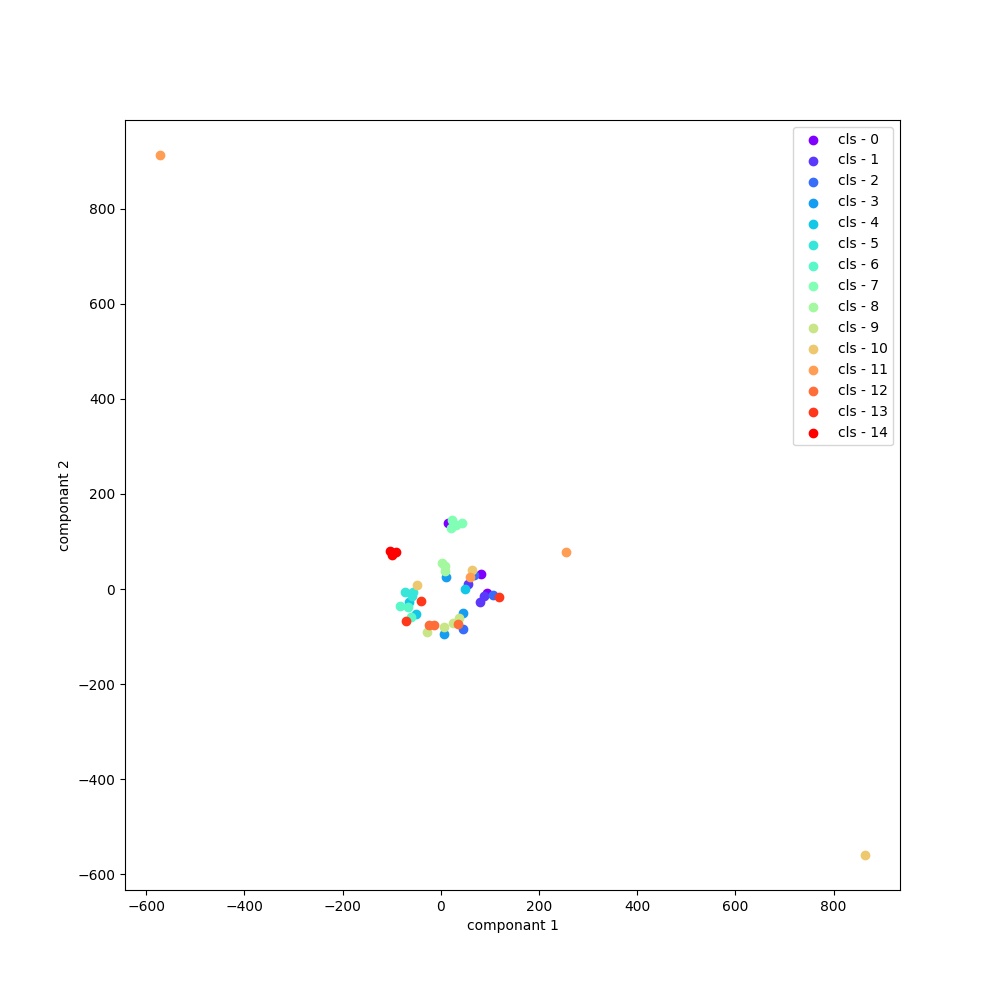 cls - 0
cls - 1
cls - 2
cls - 3
cls - 4
cls - 5
cls - 6
cls - 7
cls - 8
cls - 9
cls - 10
cls - 11
cls - 12
cls - 13
cls - 14
800
600
400
200
0
−200
−400
−600
componant 2
−600 −400 −200 0 200 400 600 800
componant 1